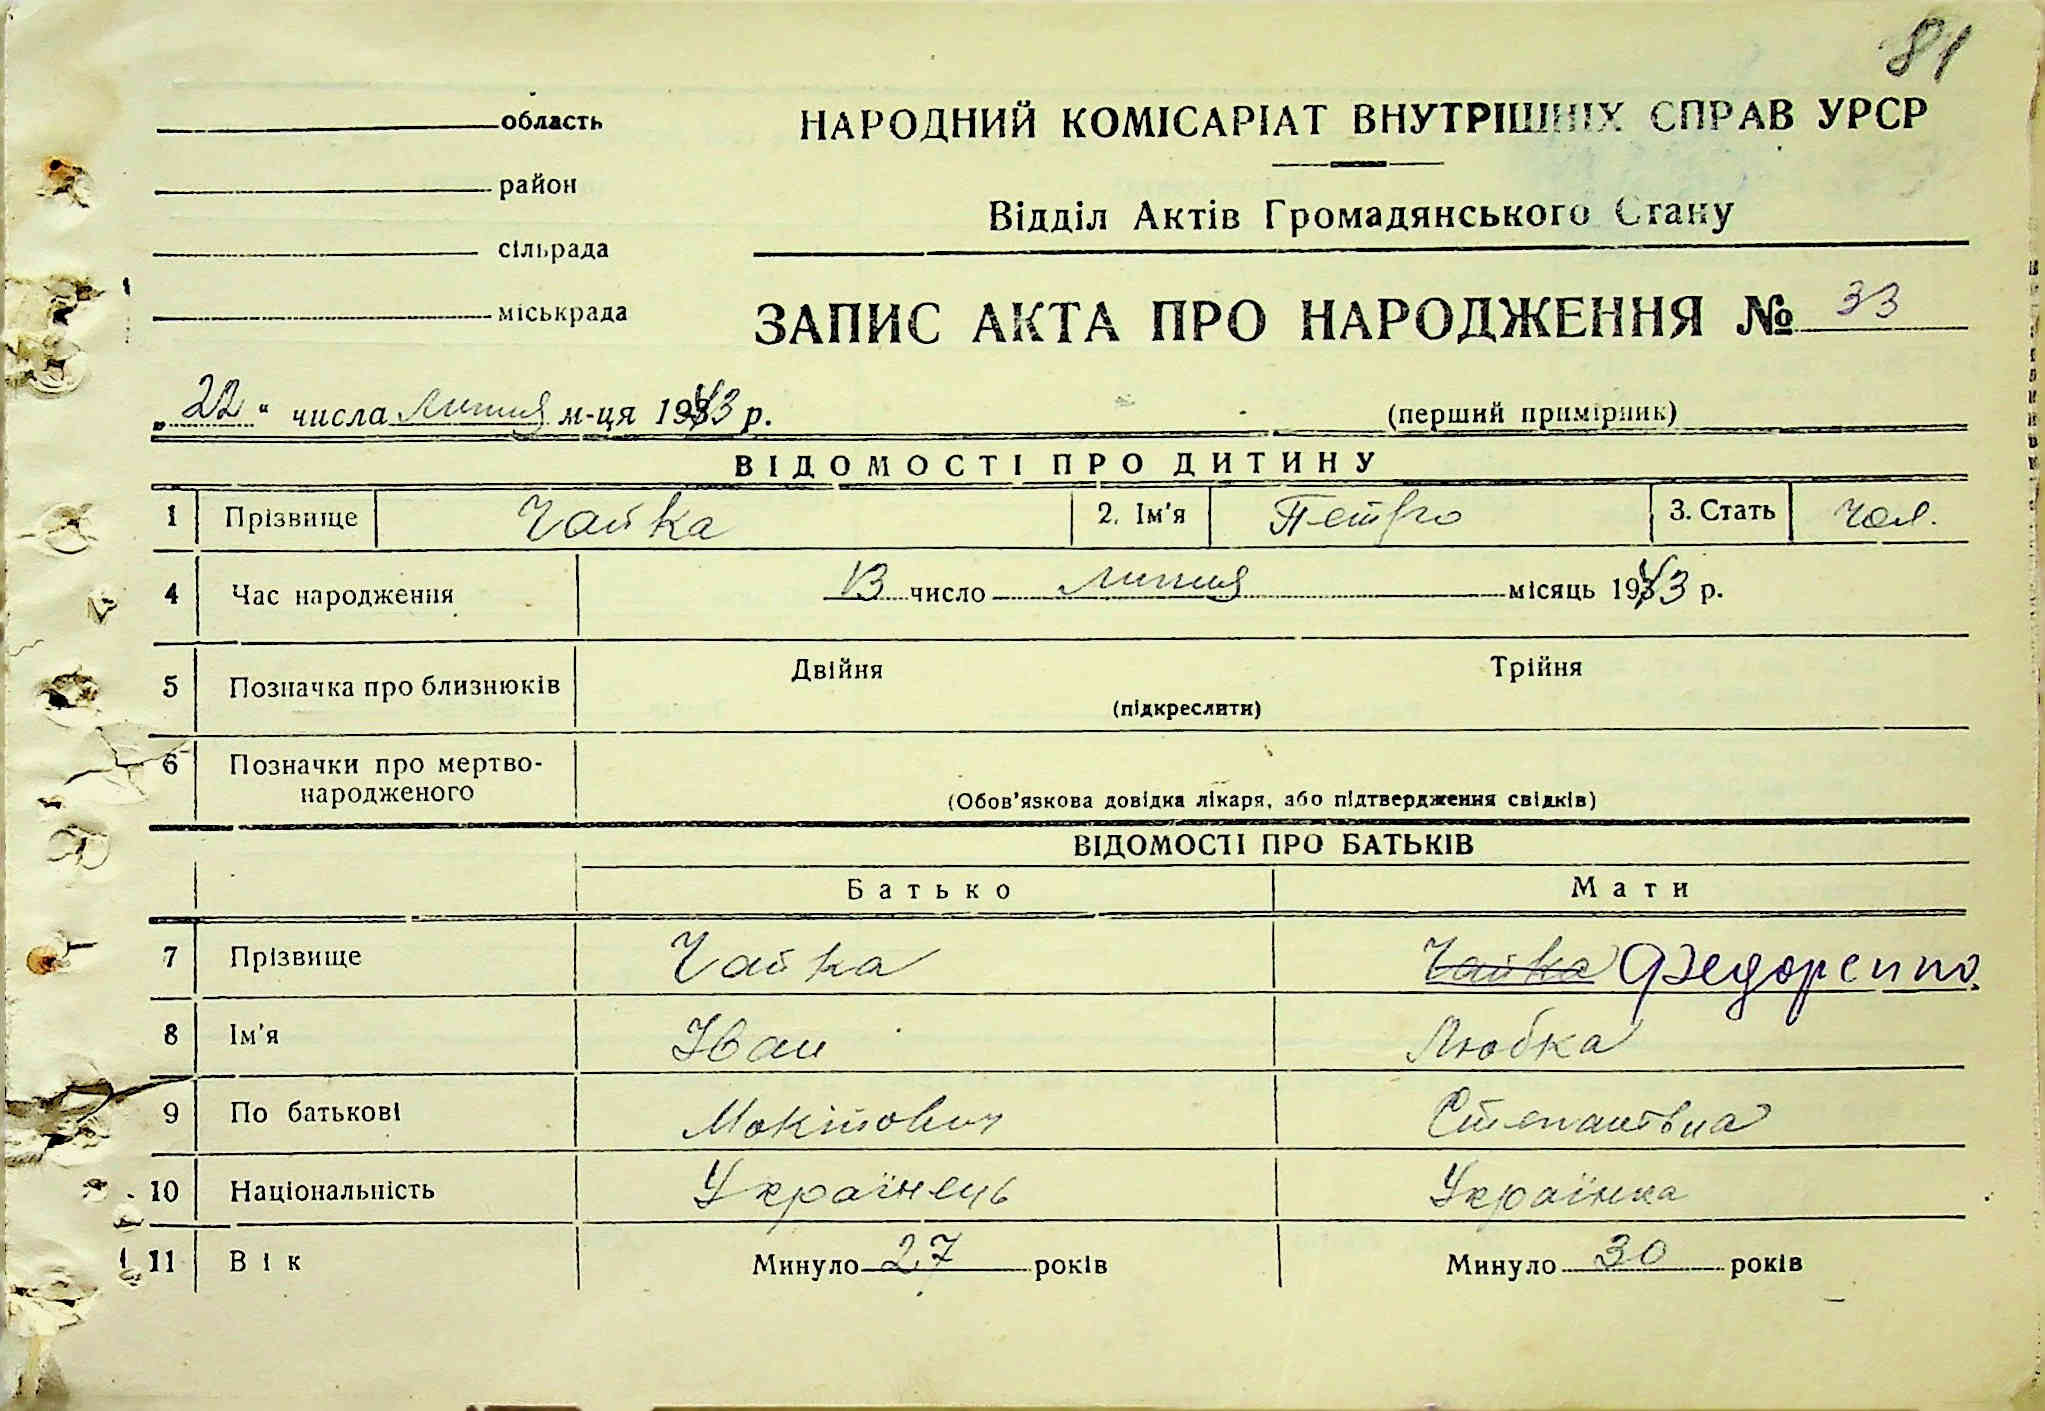 81
область
НАРОДНИЙ КОМІСАРІАТ ВНУТРІШНІХ СПРАВ УРСР
район
Відділ Актів Громадянського Стану
сільрада
міськрада
ЗАПИС АКТА ПРО НАРОДЖЕННЯ № 33
„22“ числа липня м-ця 1943 р. (перший примірник)
ВІДОМОСТІ ПРО ДИТИНУ
1 Прізвище Чайка 2. Ім'я Петро 3. Стать чол.
4 Час народження 13 число липня місяць 1943 р.
5 Позначка про близнюків Двійня Трійня
(підкреслити)
6 Позначки про мертво-
народженого (Обов'язкова довідка лікаря, або підтвердження свідків)
ВІДОМОСТІ ПРО БАТЬКІВ
Батько Мати
7 Прізвище Чайка Чайка Федоренко
8 Ім'я Іван Любка
9 По батькові Степанівна
10 Національність Українець Українка
11 Вік Минуло 27 років Минуло 30 років